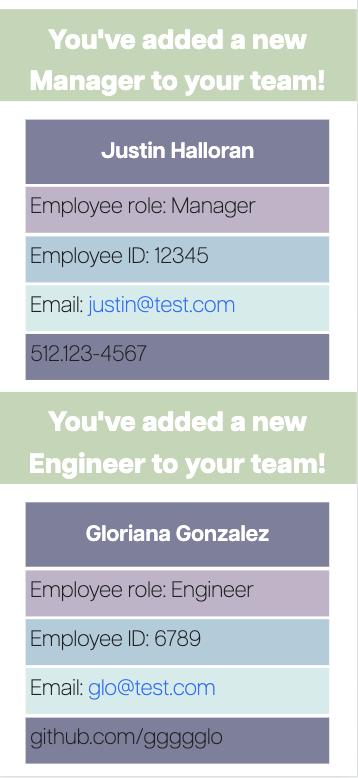 You've added a new
Manager to your team!
Justin Halloran
Employee role: Manager
Employee ID: 12345
Email: justin@test.com
512.123-4567
You've added a new
Engineer to your team!
Gloriana Gonzalez
Employee role: Engineer
Employee ID: 6789
Email: glo@test.com
github.com/ggggglo